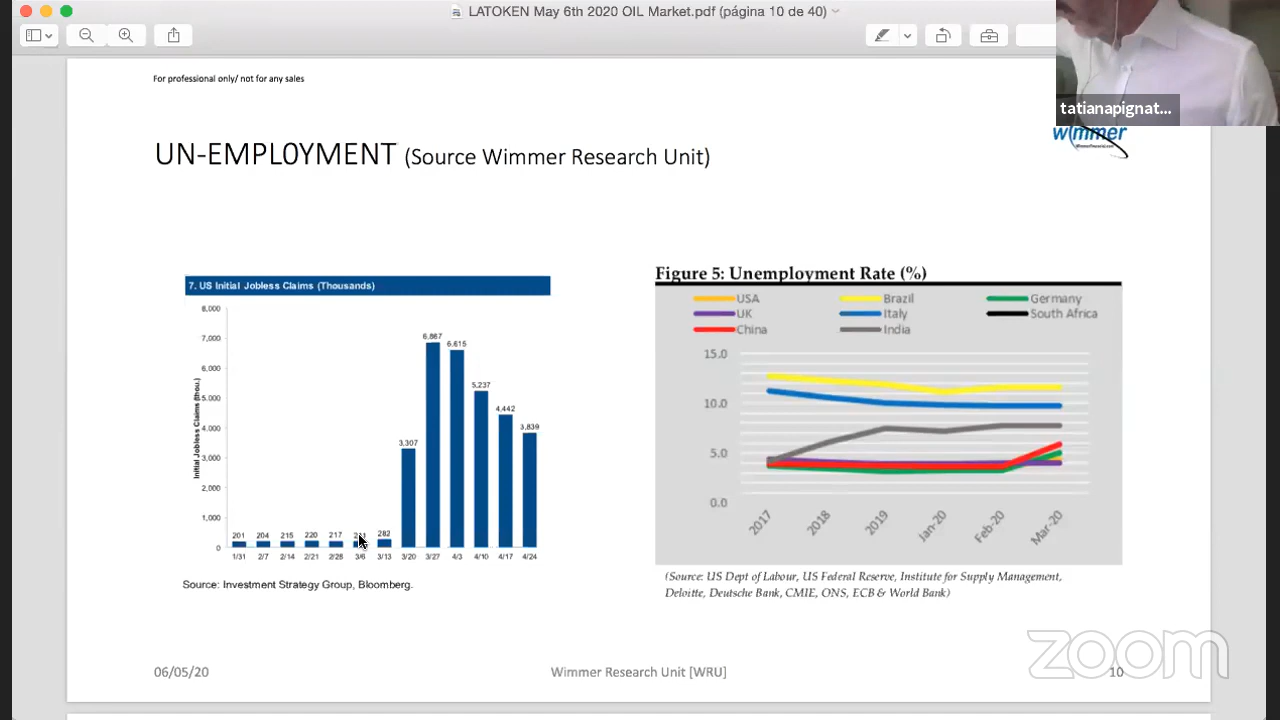 LATOKEN May 6th 2020 OIL Market.pdf (página 10 de 40)
tatianapignat...
For professional only/ not for any sales
wimmer
UN-EMPLOYMENT (Source Wimmer Research Unit)
7. US Initial Jobless Claims (Thousands)
Initial Jobless Claims (thou.)
8,000
7,000
6,000
5,000
4,000
3,000
2,000
1,000
0
201 204 215 220 217 282 3,307 6,867 6,615 5,237 4,442 3,839
1/31 2/7 2/14 2/21 2/28 3/6 3/13 3/20 3/27 4/3 4/10 4/17 4/24
Source: Investment Strategy Group, Bloomberg.
Figure 5: Unemployment Rate (%)
USA Brazil Germany
UK Italy South Africa
China India
15.0
10.0
5.0
0.0
2017 2018 2019 Jan-20 Feb-20 Mar-20
(Source: US Dept of Labour, US Federal Reserve, Institute for Supply Management,
Deloitte, Deutsche Bank, CMIE, ONS, ECB & World Bank)
06/05/20
Wimmer Research Unit [WRU]
10
zoom